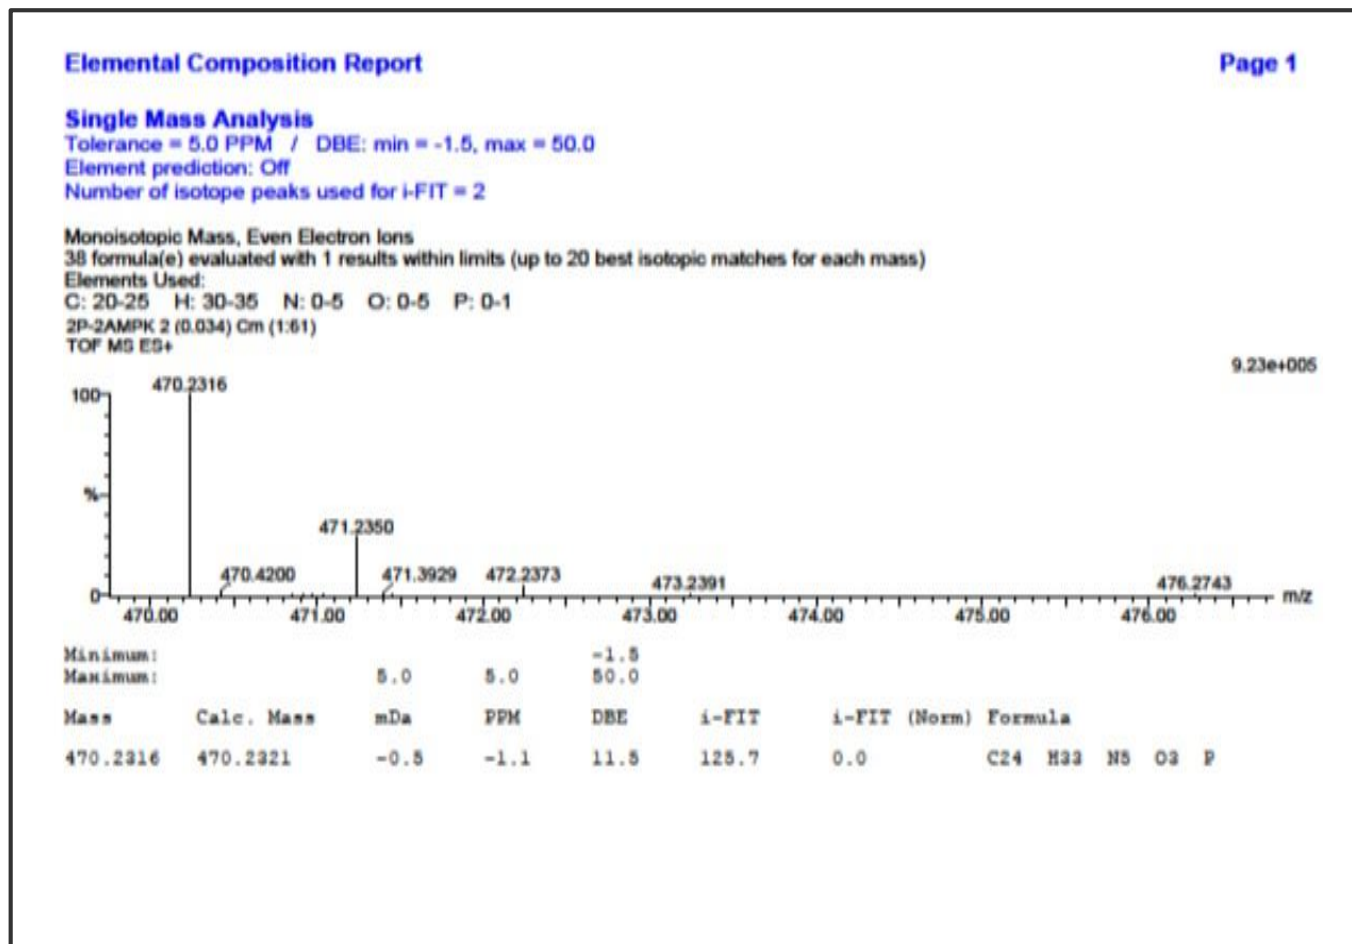 Elemental Composition Report Page 1
Single Mass Analysis
Tolerance = 5.0 PPM / DBE: min = -1.5, max = 50.0
Element prediction: Off
Number of isotope peaks used for i-FIT = 2
Monoisotopic Mass, Even Electron Ions
38 formula(e) evaluated with 1 results within limits (up to 20 best isotopic matches for each mass)
Elements Used:
C: 20-25 H: 30-35 N: 0-5 O: 0-5 P: 0-1
2P-2AMPK 2 (0.034) Cm (1:61)
TOF MS ES+
9.23e+005
100
470.2316
%
471.2350
470.4200
471.3929
472.2373
473.2391
476.2743
0
m/z
470.00 471.00 472.00 473.00 474.00 475.00 476.00
Minimum: -1.5
Maximum: 5.0 5.0 50.0
Mass Calc. Mass mDa PPM DBE i-FIT i-FIT (Norm) Formula
470.2316 470.2321 -0.5 -1.1 11.5 125.7 0.0 C24 H33 N5 O3 P